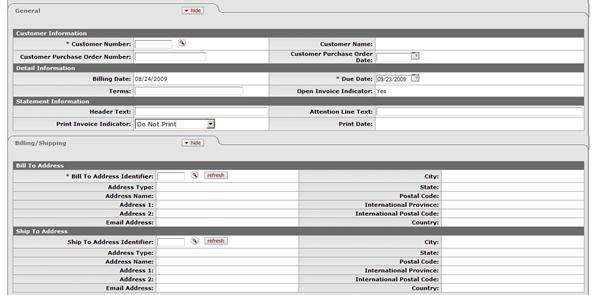 General ▾ hide
Customer Information
* Customer Number: Customer Name:
Customer Purchase Order Number: Customer Purchase Order Date:
Detail Information
Billing Date: 08/24/2009 * Due Date: 09/23/2009
Terms: Open Invoice Indicator: Yes
Statement Information
Header Text: Attention Line Text:
Print Invoice Indicator: Do Not Print Print Date:
Billing/Shipping ▾ hide
Bill To Address
* Bill To Address Identifier: refresh City:
Address Type: State:
Address Name: Postal Code:
Address 1: International Province:
Address 2: International Postal Code:
Email Address: Country:
Ship To Address
Ship To Address Identifier: refresh City:
Address Type: State:
Address Name: Postal Code:
Address 1: International Province:
Address 2: International Postal Code:
Email Address: Country: